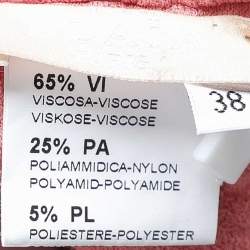 65% VI
VISCOSA-VISCOSE
VISKOSE-VISCOSE
25% PA
POLIAMMIDICA-NYLON
POLYAMID-POLYAMIDE
5% PL
POLIESTERE-POLYESTER
38